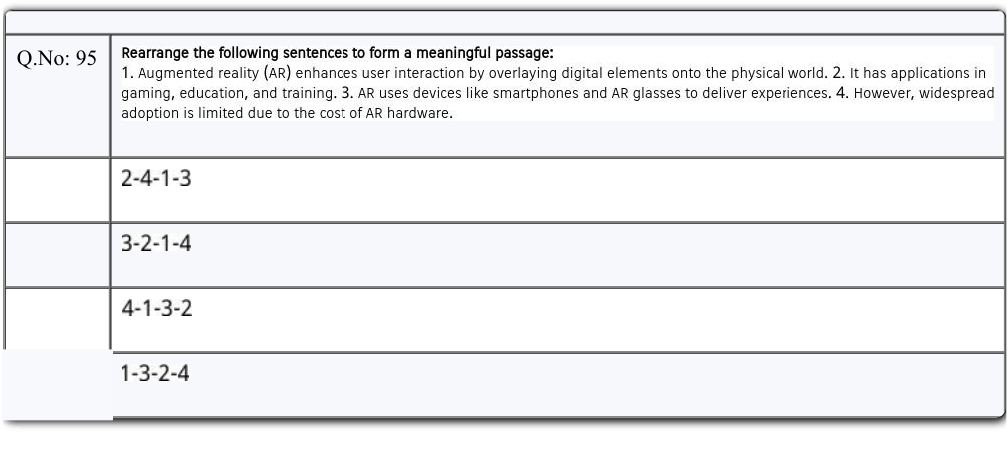 Q.No: 95
Rearrange the following sentences to form a meaningful passage:
1. Augmented reality (AR) enhances user interaction by overlaying digital elements onto the physical world. 2. It has applications in
gaming, education, and training. 3. AR uses devices like smartphones and AR glasses to deliver experiences. 4. However, widespread
adoption is limited due to the cost of AR hardware.
2-4-1-3
3-2-1-4
4-1-3-2
1-3-2-4